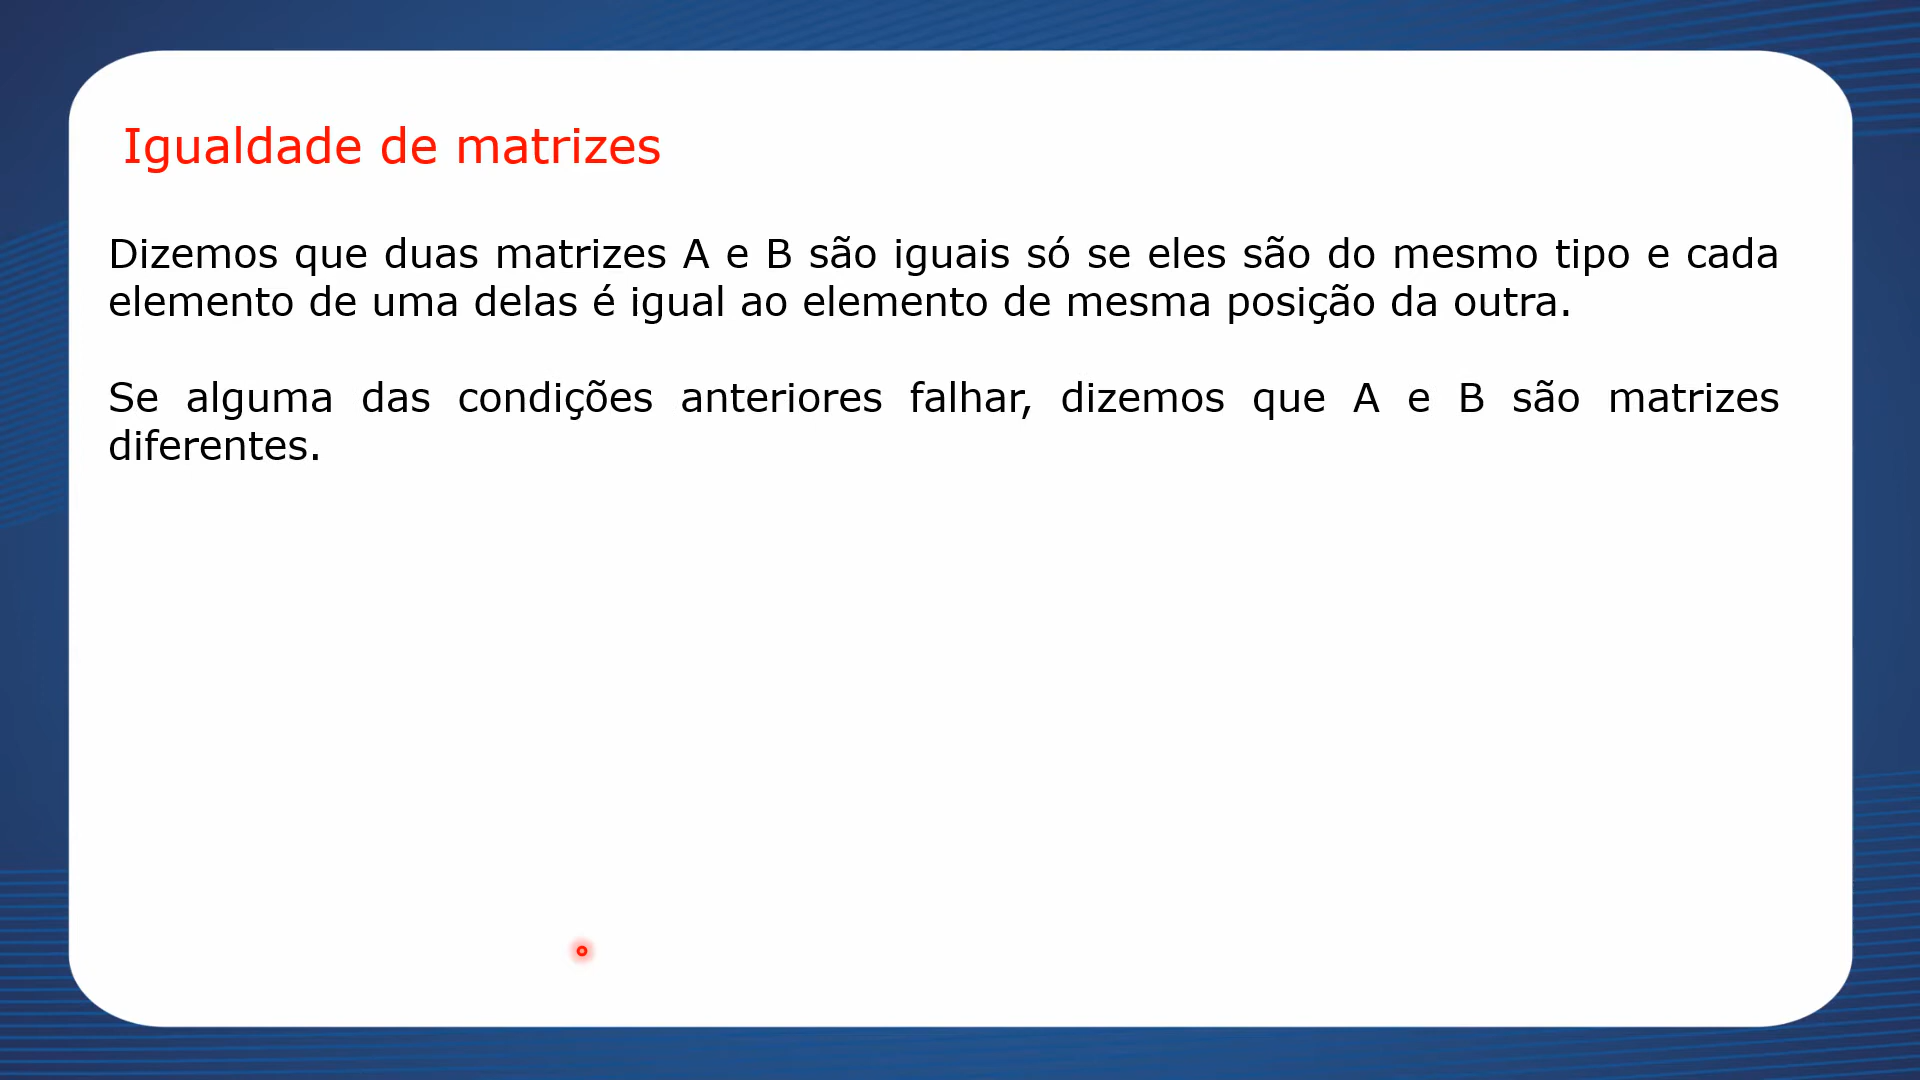 Igualdade de matrizes
Dizemos que duas matrizes A e B são iguais só se eles são do mesmo tipo e cada
elemento de uma delas é igual ao elemento de mesma posição da outra.
Se alguma das condições anteriores falhar, dizemos que A e B são matrizes
diferentes.